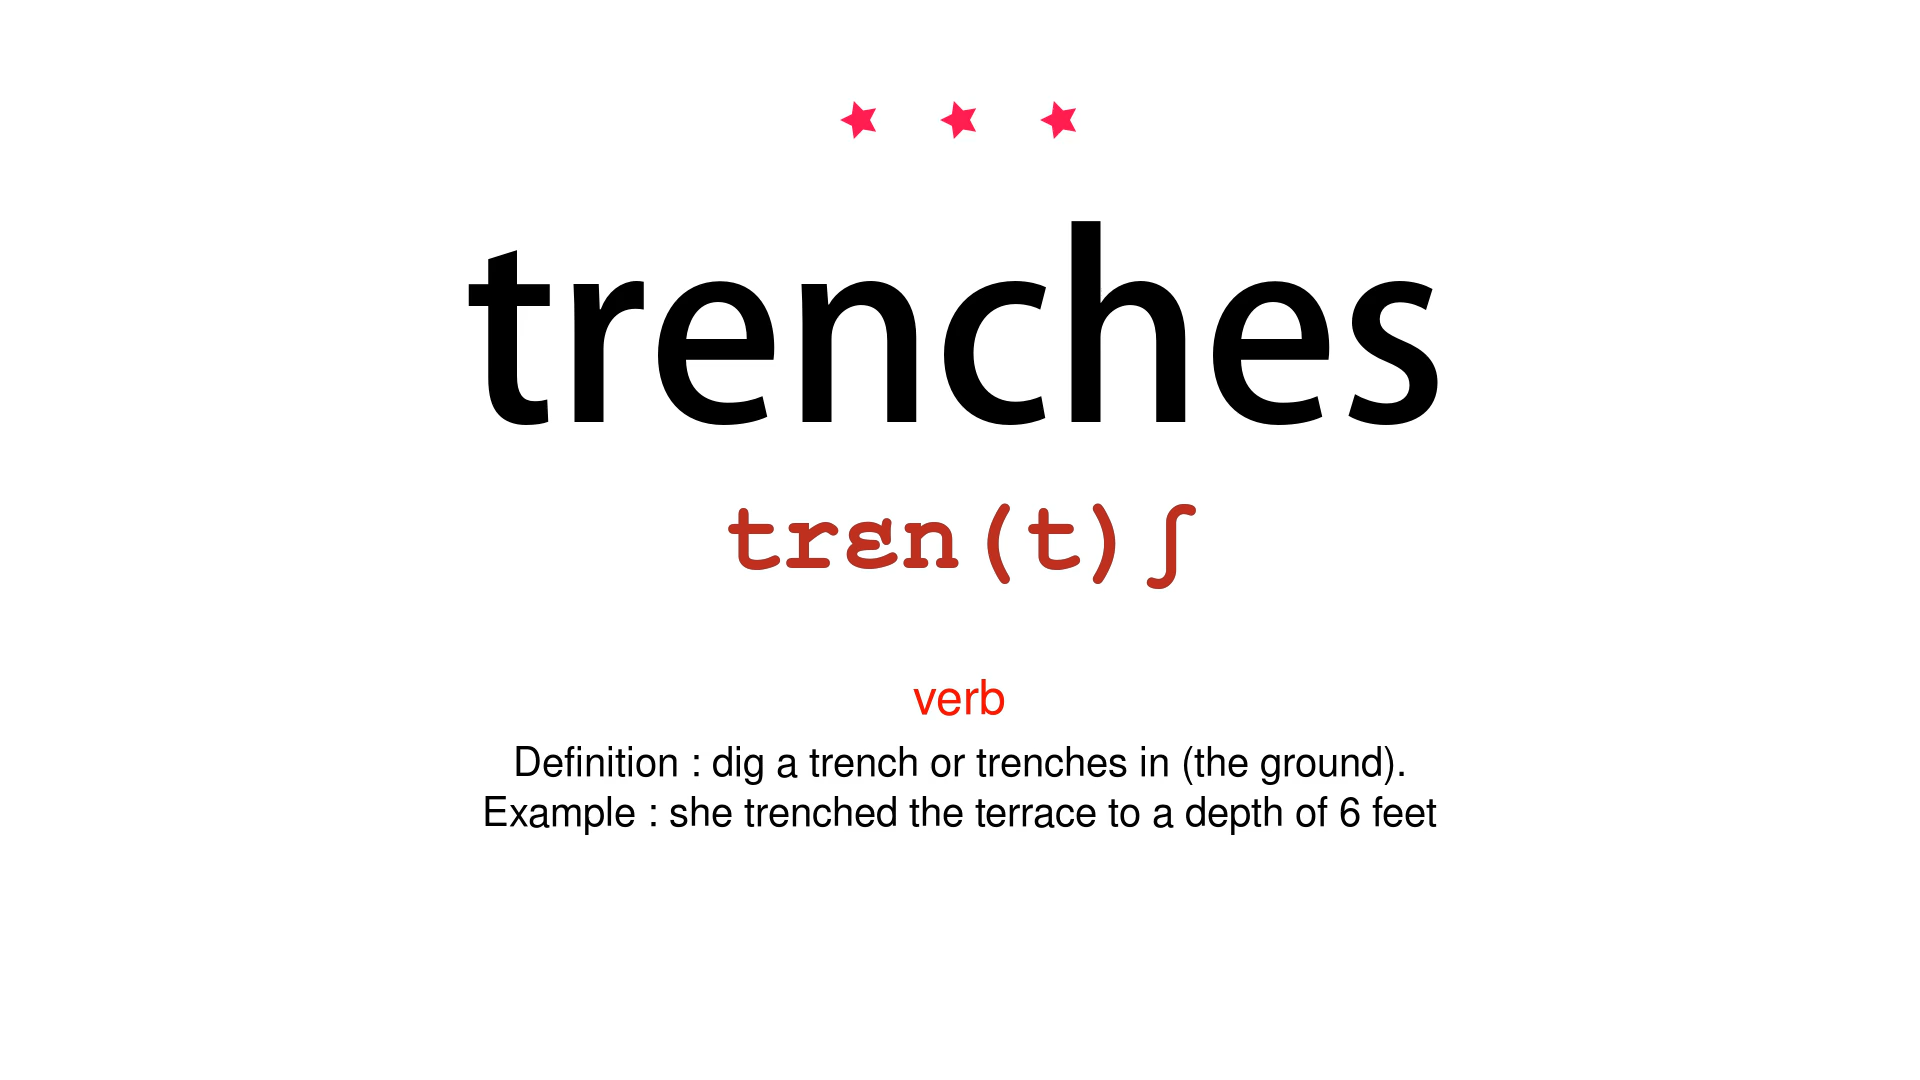 trenches
trɛn(t)ʃ
verb
Definition : dig a trench or trenches in (the ground).
Example : she trenched the terrace to a depth of 6 feet